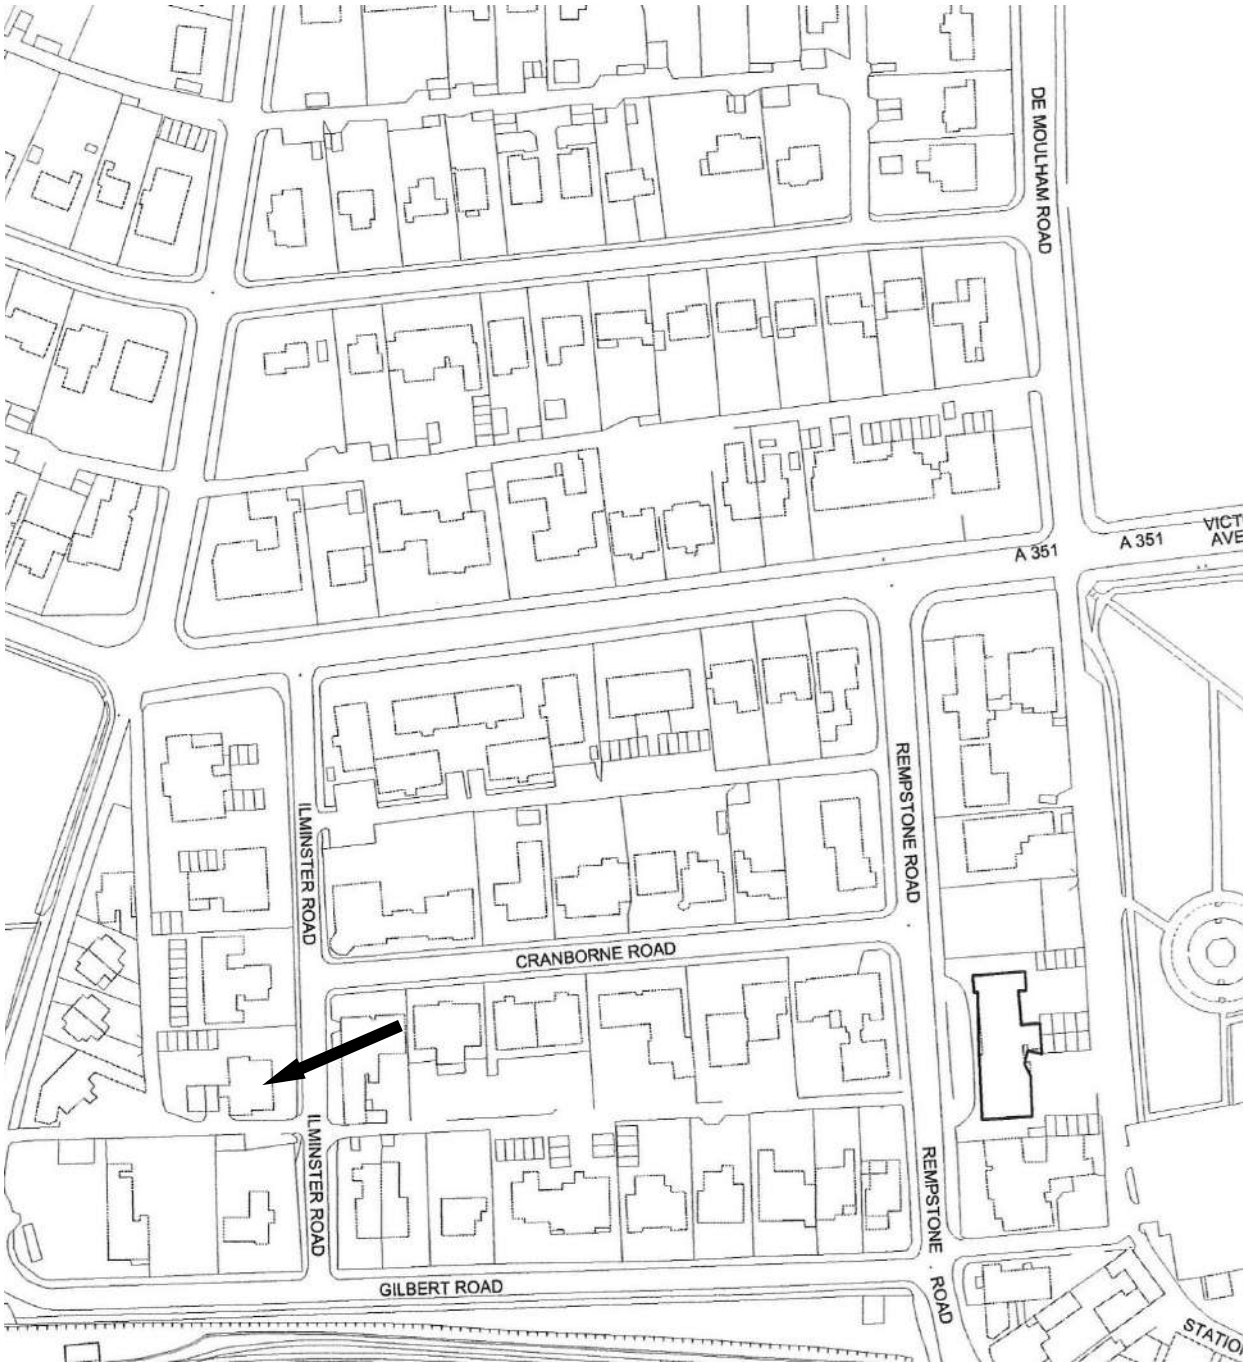 DE MOULHAM ROAD
A 351
A 351
VICT
AVE
ILMINSTER ROAD
REMPSTONE ROAD
CRANBORNE ROAD
ILMINSTER ROAD
REMPSTONE ROAD
GILBERT ROAD
STATIO